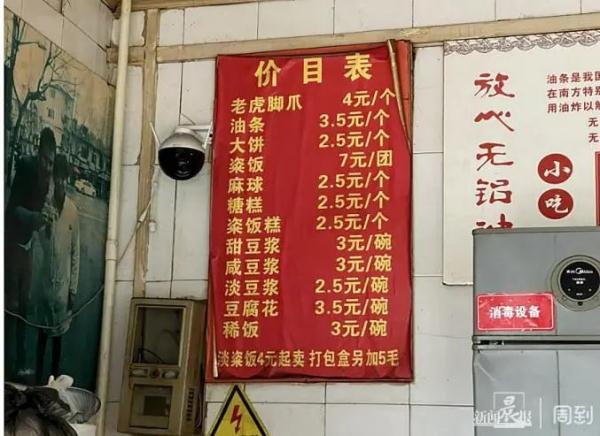 价目表
老虎脚爪 4元/个
油条 3.5元/个
大饼 2.5元/个
粢饭 7元/团
麻球 2.5元/个
糖糕 2.5元/个
粢饭糕 2.5元/个
甜豆浆 3元/碗
咸豆浆 3元/碗
淡豆浆 2.5元/碗
豆腐花 3.5元/碗
稀饭 3元/碗
淡粢饭4元起卖 打包盒另加5毛
放心无铝油
油条是我国
在南方特别
用油炸以解
无
无
小吃
消毒设备
新闻晨报 周到